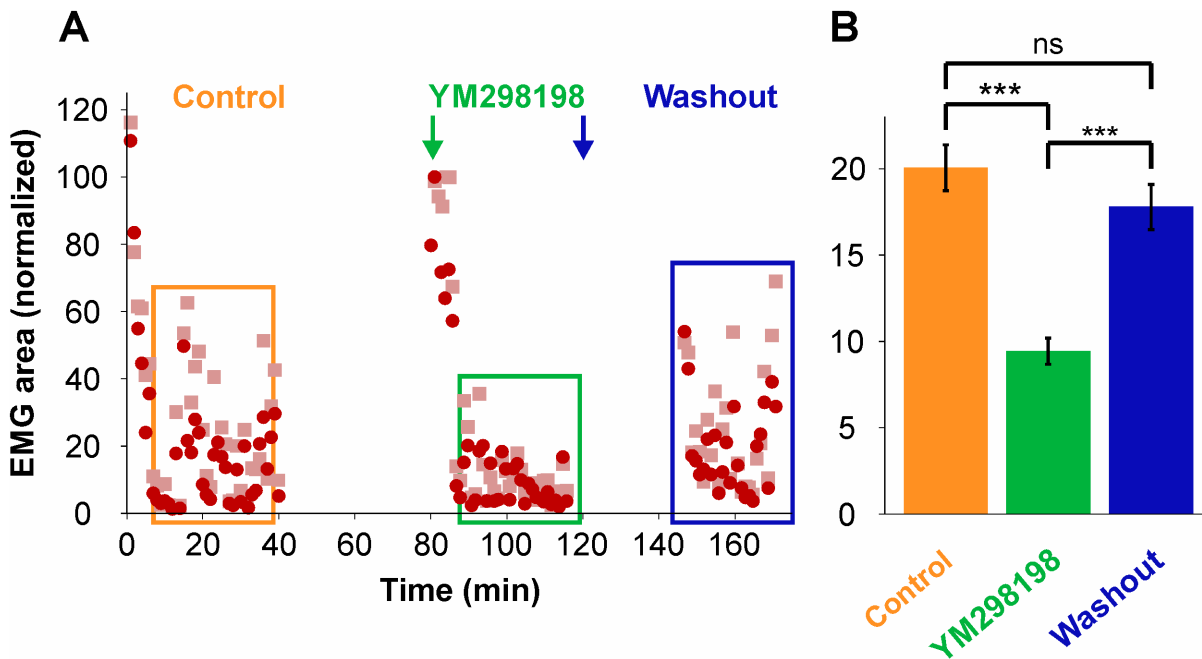 A
Control
YM298198
Washout
EMG area (normalized)
120
100
80
60
40
20
0
0
20
40
60
80
100
120
140
160
Time (min)
B
ns
***
***
20
15
10
5
0
Control
YM298198
Washout